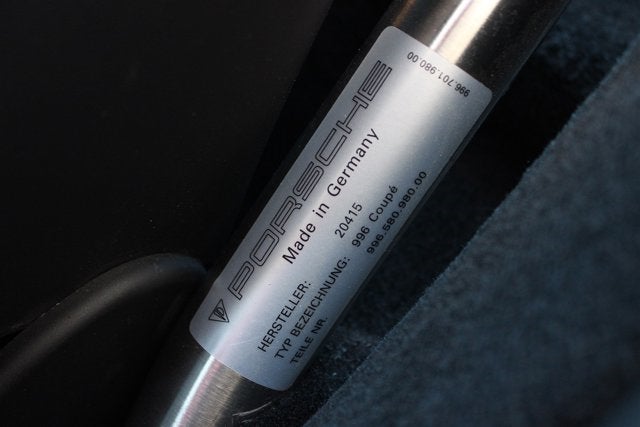 PORSCHE
Made in Germany
HERSTELLER: 20415
TYP BEZEICHNUNG: 996 Coupé
TEILE NR. 996.580.980.00
996.701.980.00